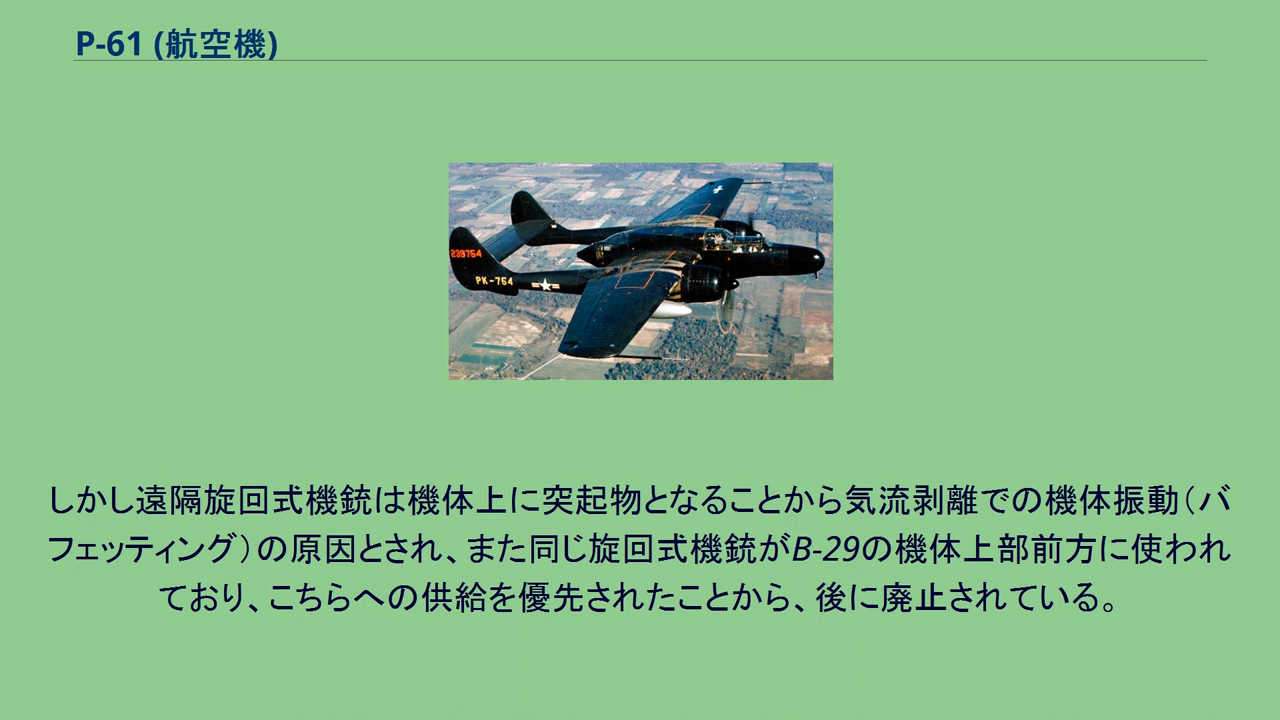 P-61 (航空機)
239754
PK-754
しかし遠隔旋回式機銃は機体上に突起物となることから気流剥離での機体振動（バ
フェッティング）の原因とされ、また同じ旋回式機銃がB-29の機体上部前方に使われ
ており、こちらへの供給を優先されたことから、後に廃止されている。